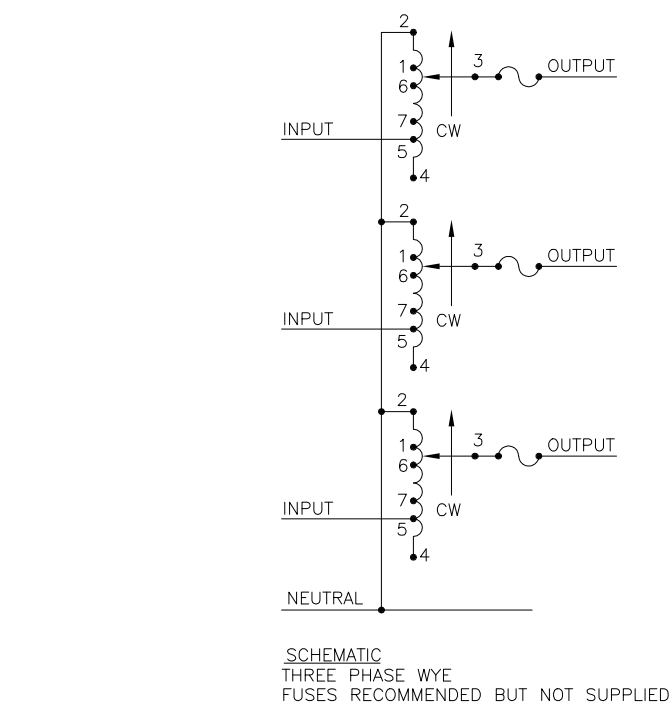 2
1
3
OUTPUT
6
7
CW
INPUT
5
4
2
1
3
OUTPUT
6
7
CW
INPUT
5
4
2
1
3
OUTPUT
6
7
CW
INPUT
5
4
NEUTRAL
SCHEMATIC
THREE PHASE WYE
FUSES RECOMMENDED BUT NOT SUPPLIED